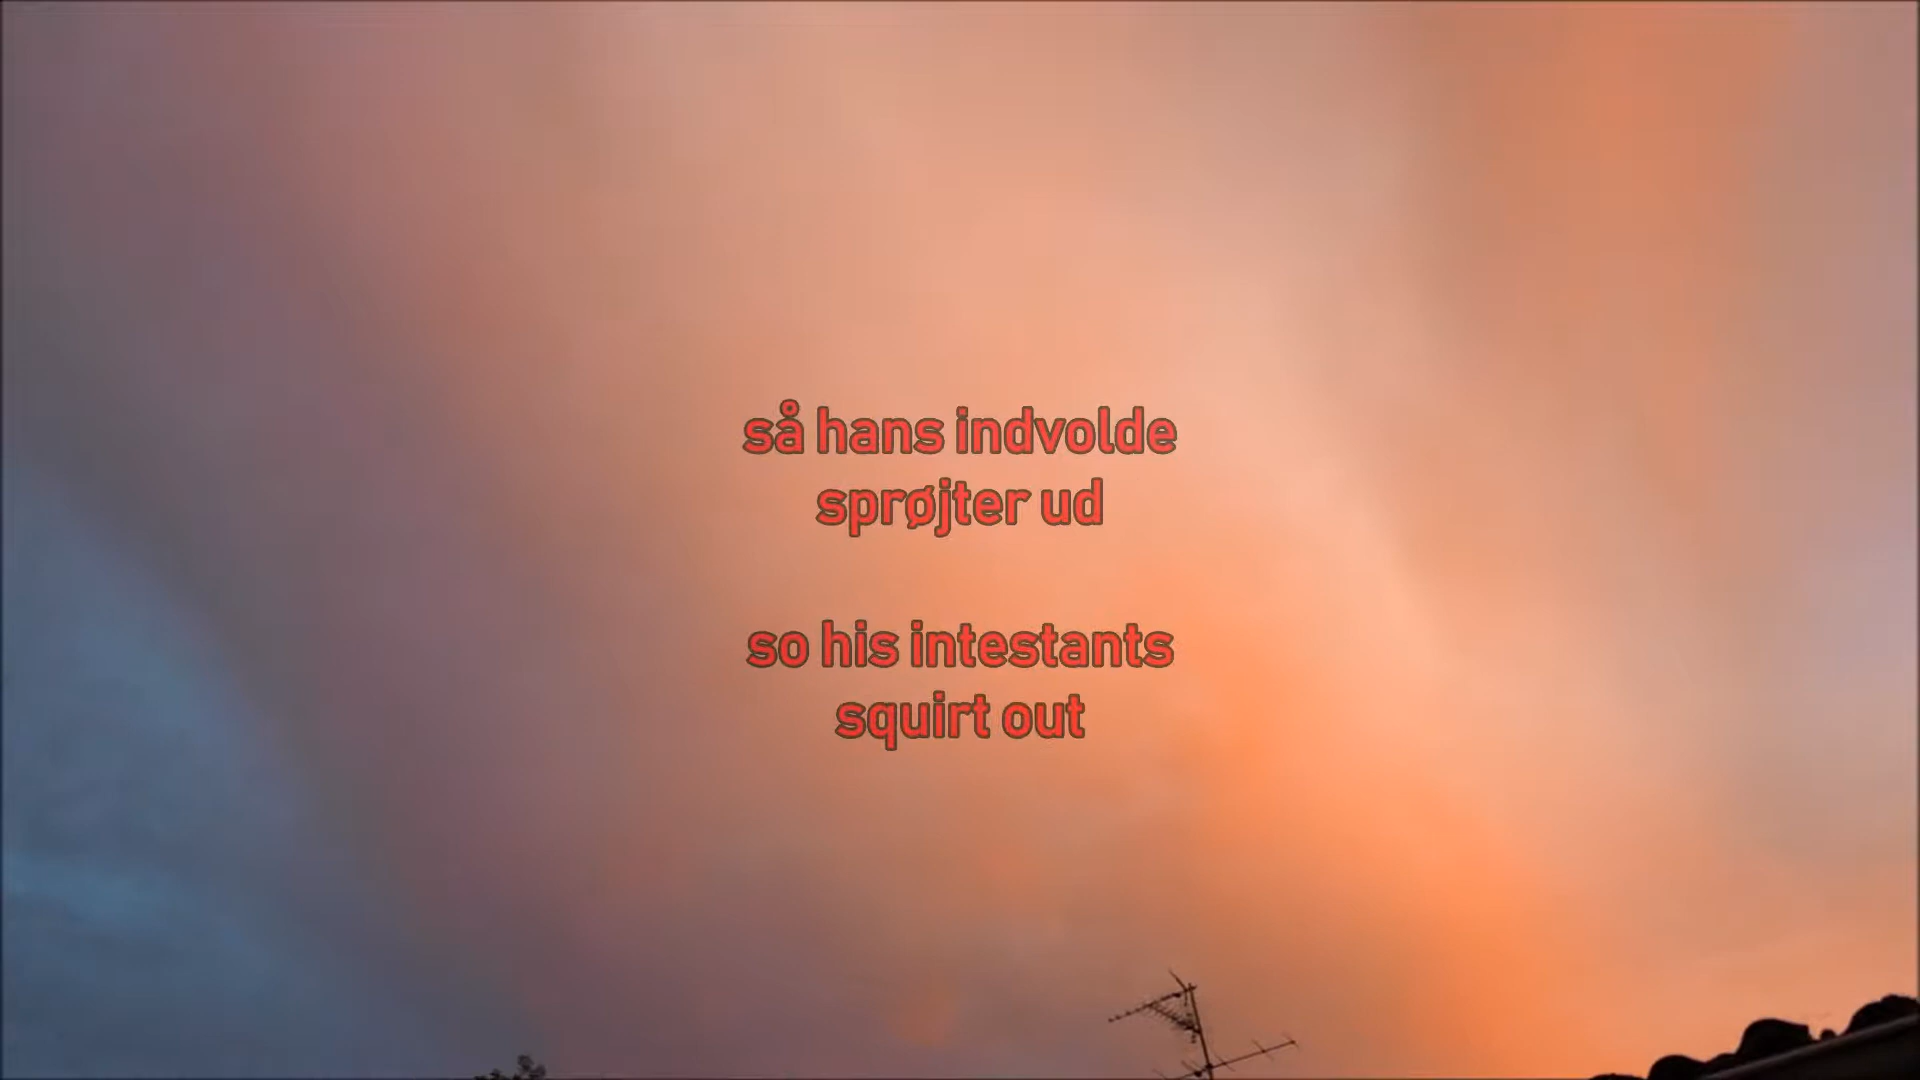 så hans indvolde
sprøjter ud
so his intestants
squirt out